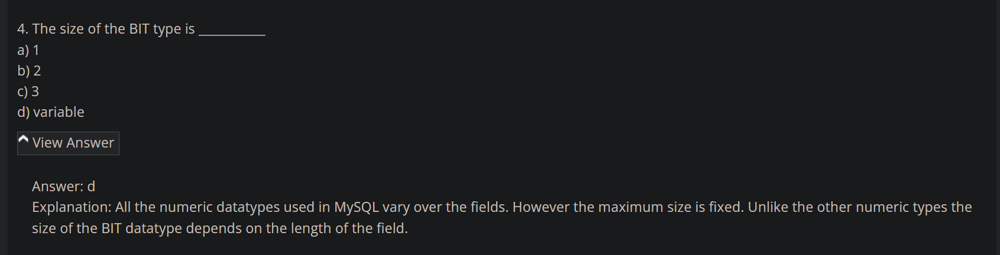 4. The size of the BIT type is __________
a) 1
b) 2
c) 3
d) variable
View Answer
Answer: d
Explanation: All the numeric datatypes used in MySQL vary over the fields. However the maximum size is fixed. Unlike the other numeric types the
size of the BIT datatype depends on the length of the field.